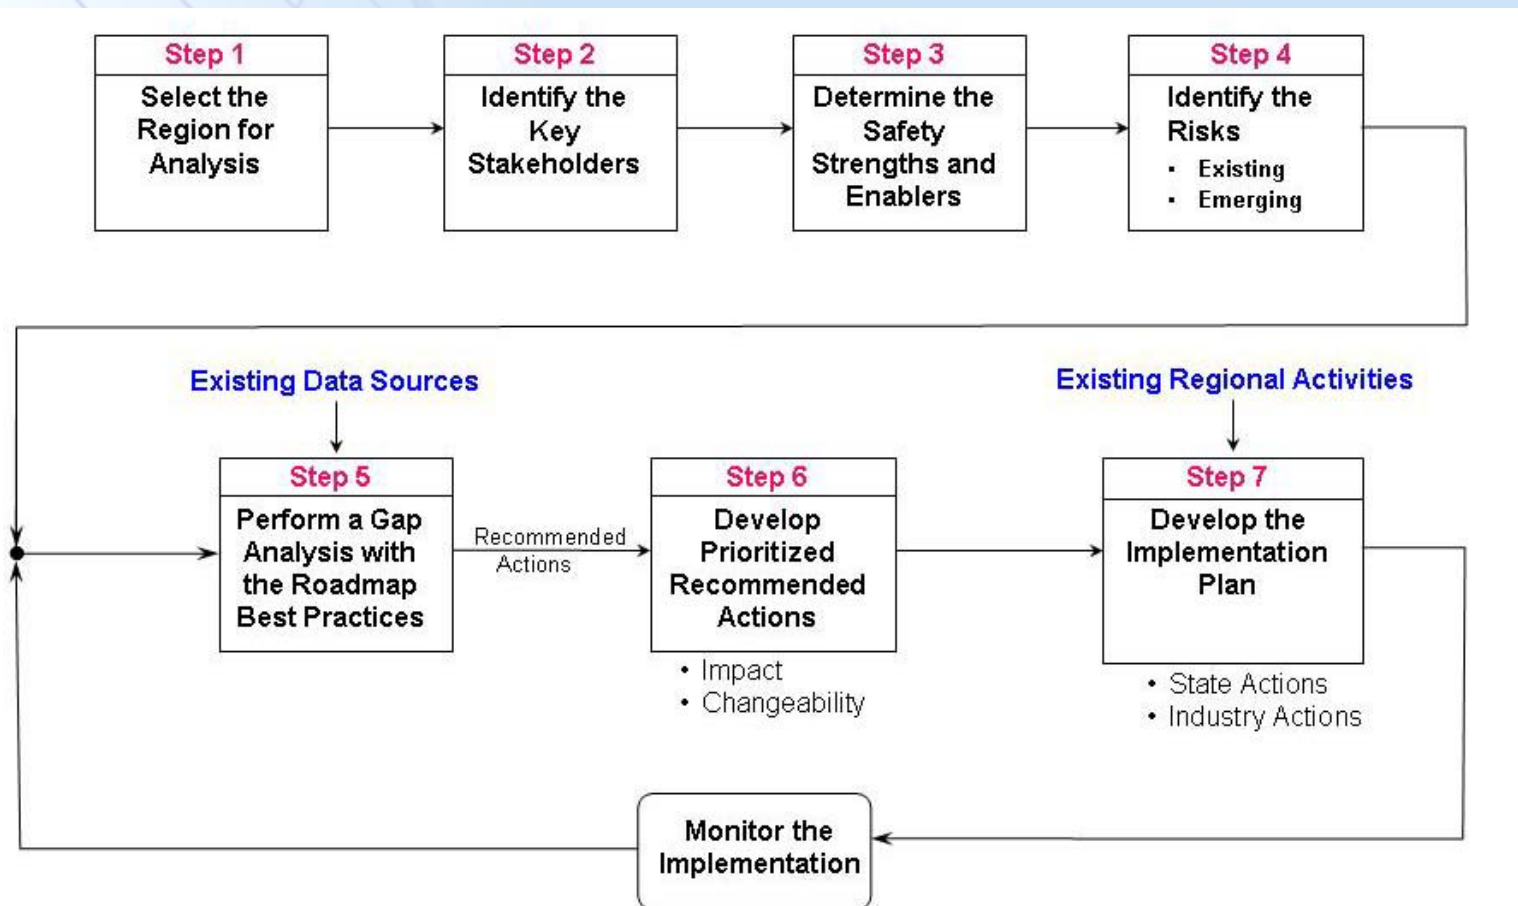 Step 1
Select the
Region for
Analysis
Step 2
Identify the
Key
Stakeholders
Step 3
Determine the
Safety
Strengths and
Enablers
Step 4
Identify the
Risks
▪ Existing
▪ Emerging
Existing Data Sources
Existing Regional Activities
Step 5
Perform a Gap
Analysis with
the Roadmap
Best Practices
Recommended
Actions
Step 6
Develop
Prioritized
Recommended
Actions
• Impact
• Changeability
Step 7
Develop the
Implementation
Plan
• State Actions
• Industry Actions
Monitor the
Implementation